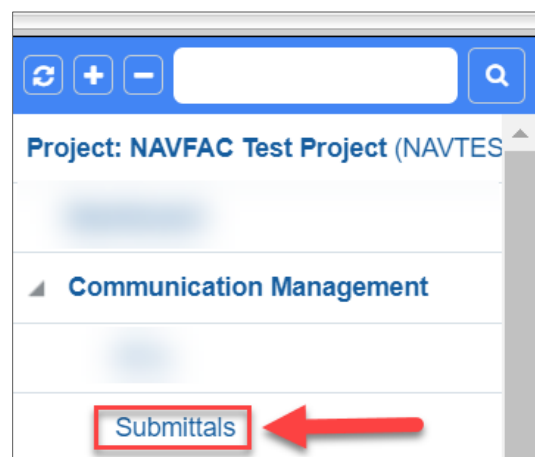 Project: NAVFAC Test Project (NAVTES
Communication Management
Submittals